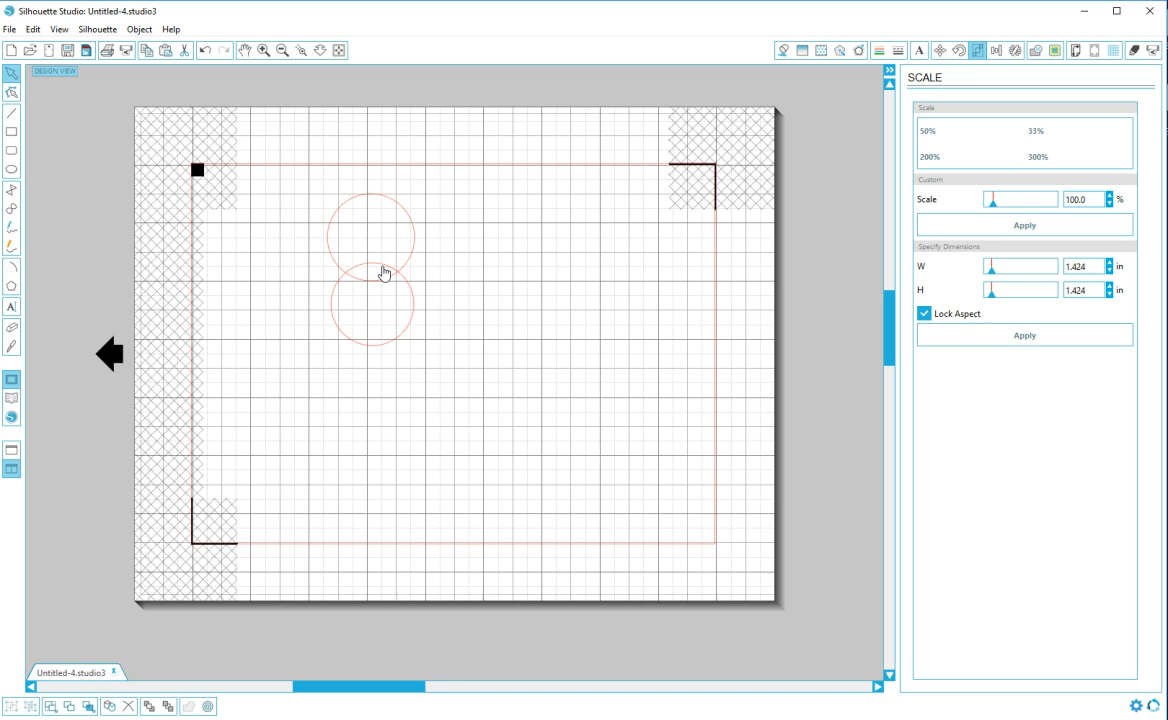 Silhouette Studio: Untitled-4.studio3
File Edit View Silhouette Object Help
DESIGN VIEW
SCALE
Scale
50% 33%
200% 300%
Custom
Scale 100.0 %
Apply
Specify Dimensions
W 1.424 in
H 1.424 in
Lock Aspect
Apply
Untitled-4.studio3 x